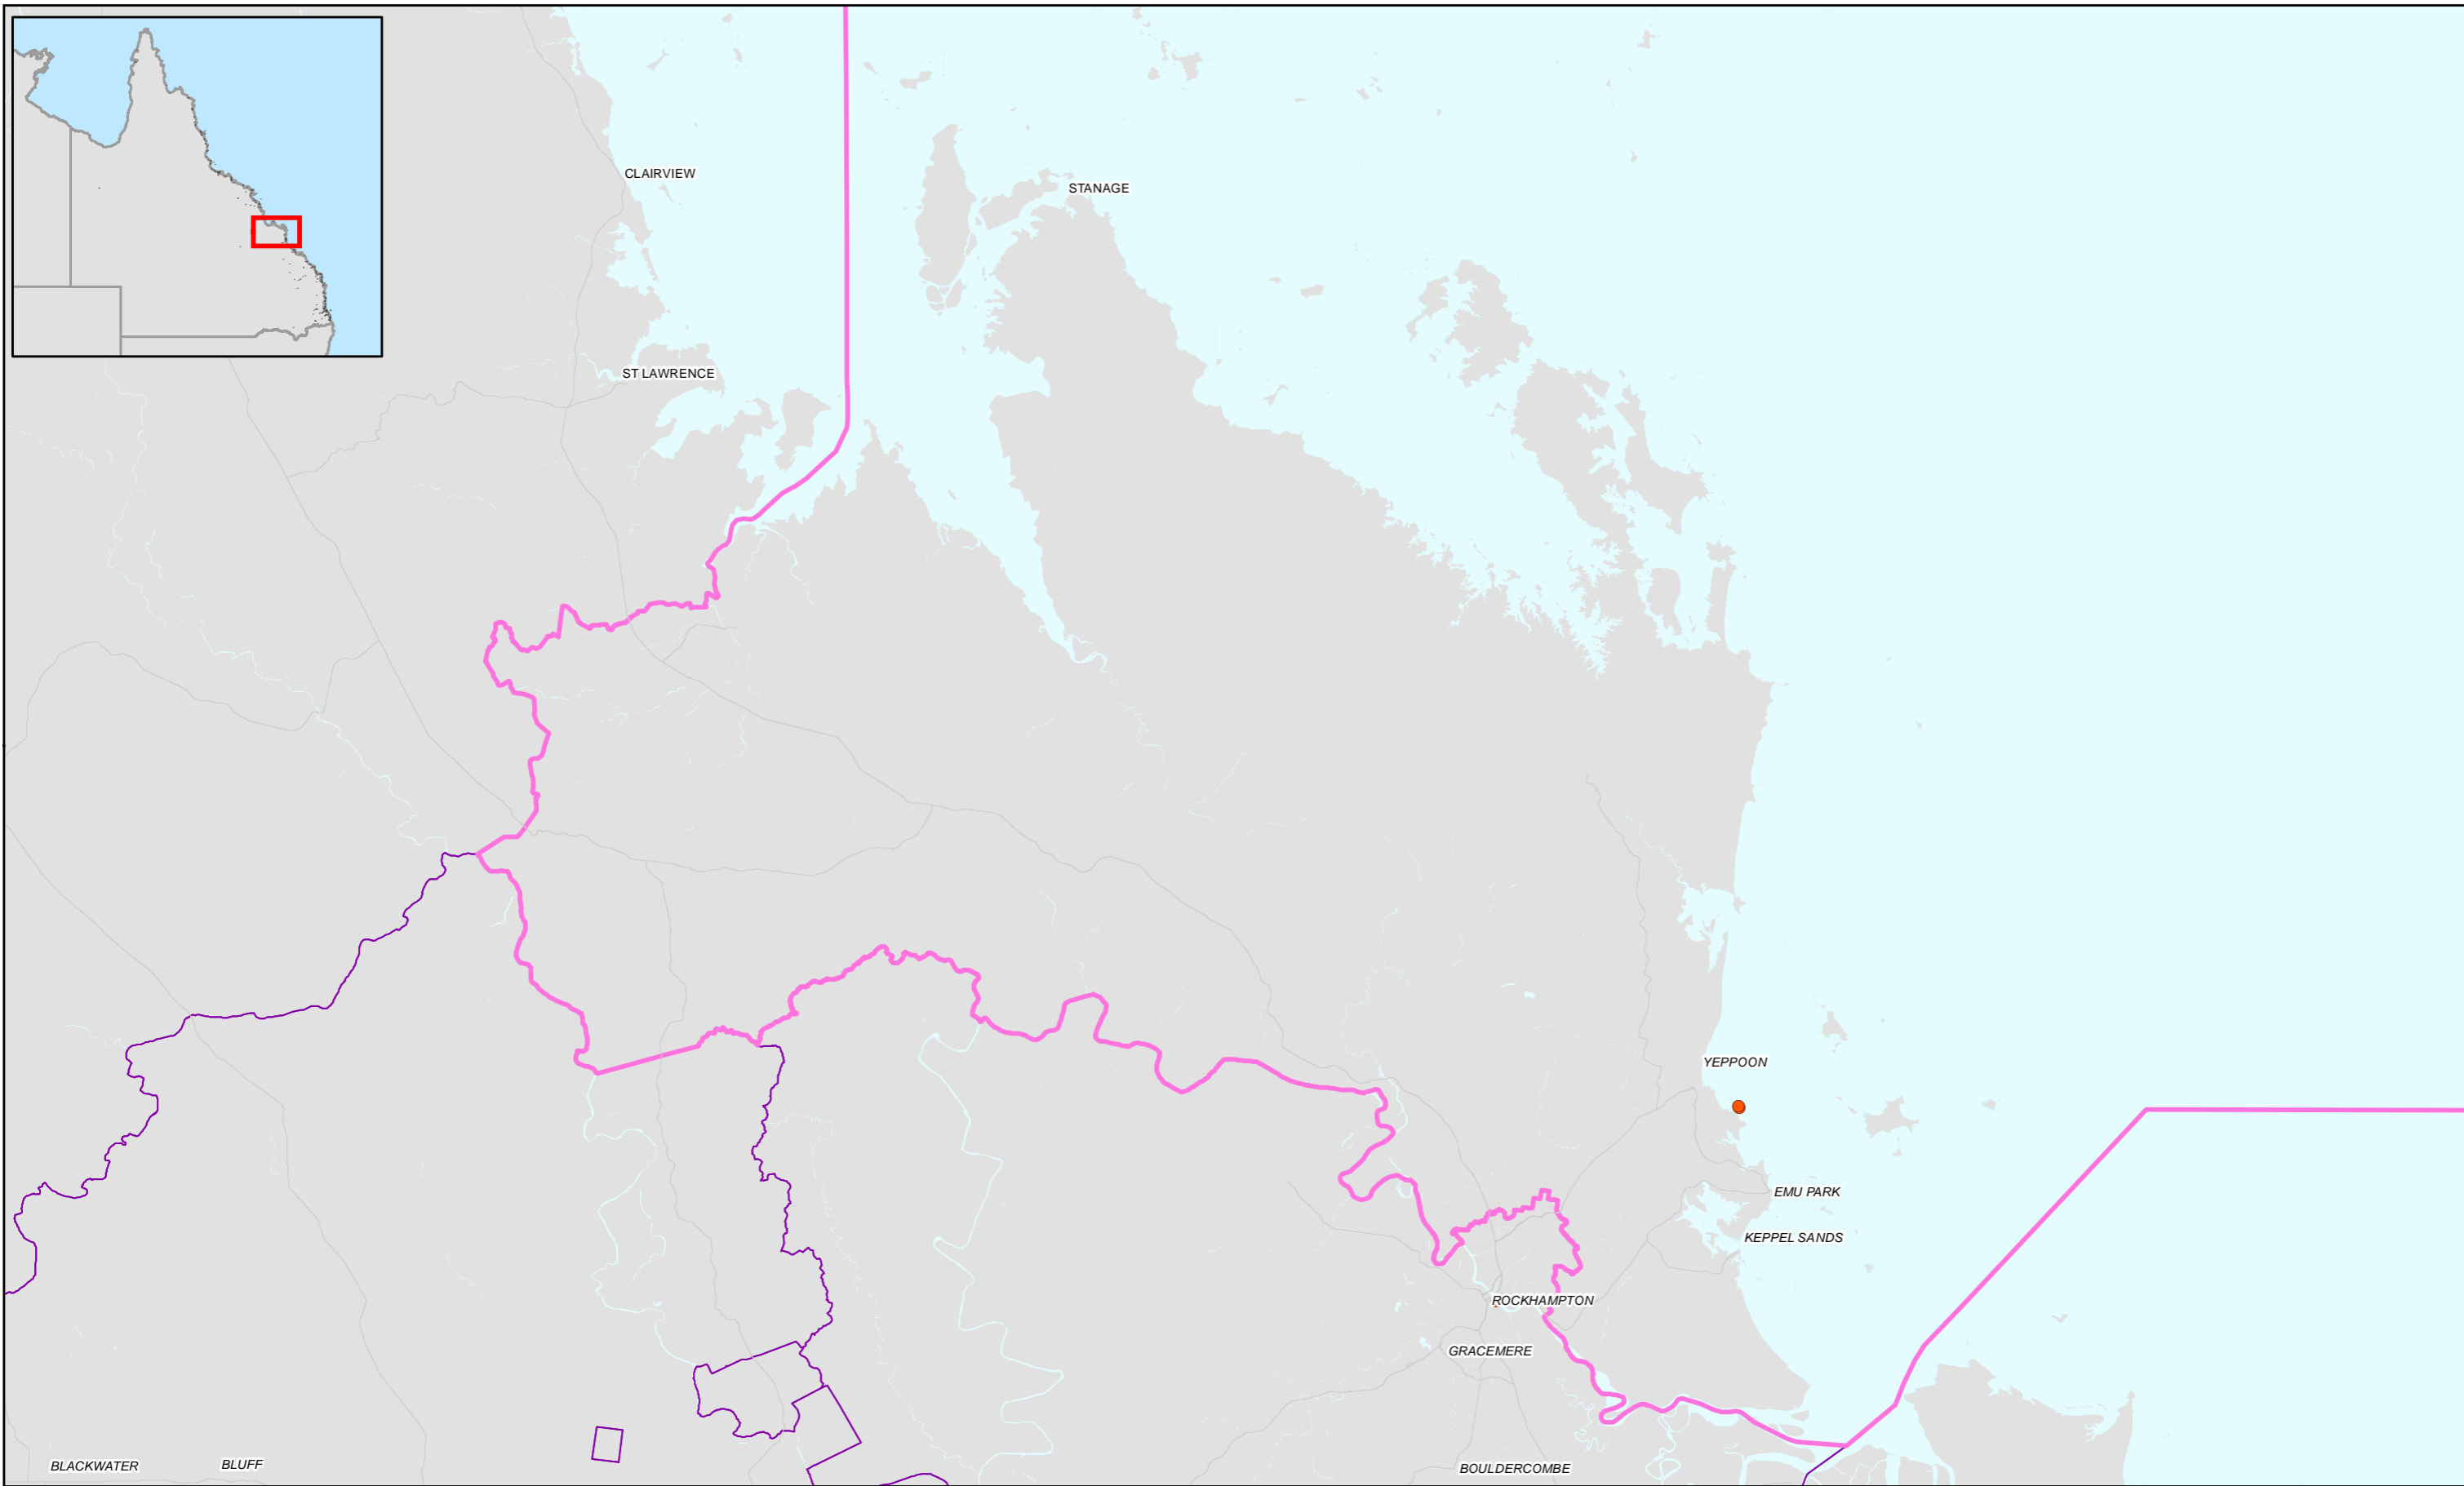 CLAIRVIEW
STANAGE
ST LAWRENCE
YEPPOON
EMU PARK
KEPPEL SANDS
ROCKHAMPTON
GRACEMERE
BLACKWATER
BLUFF
BOULDERCOMBE